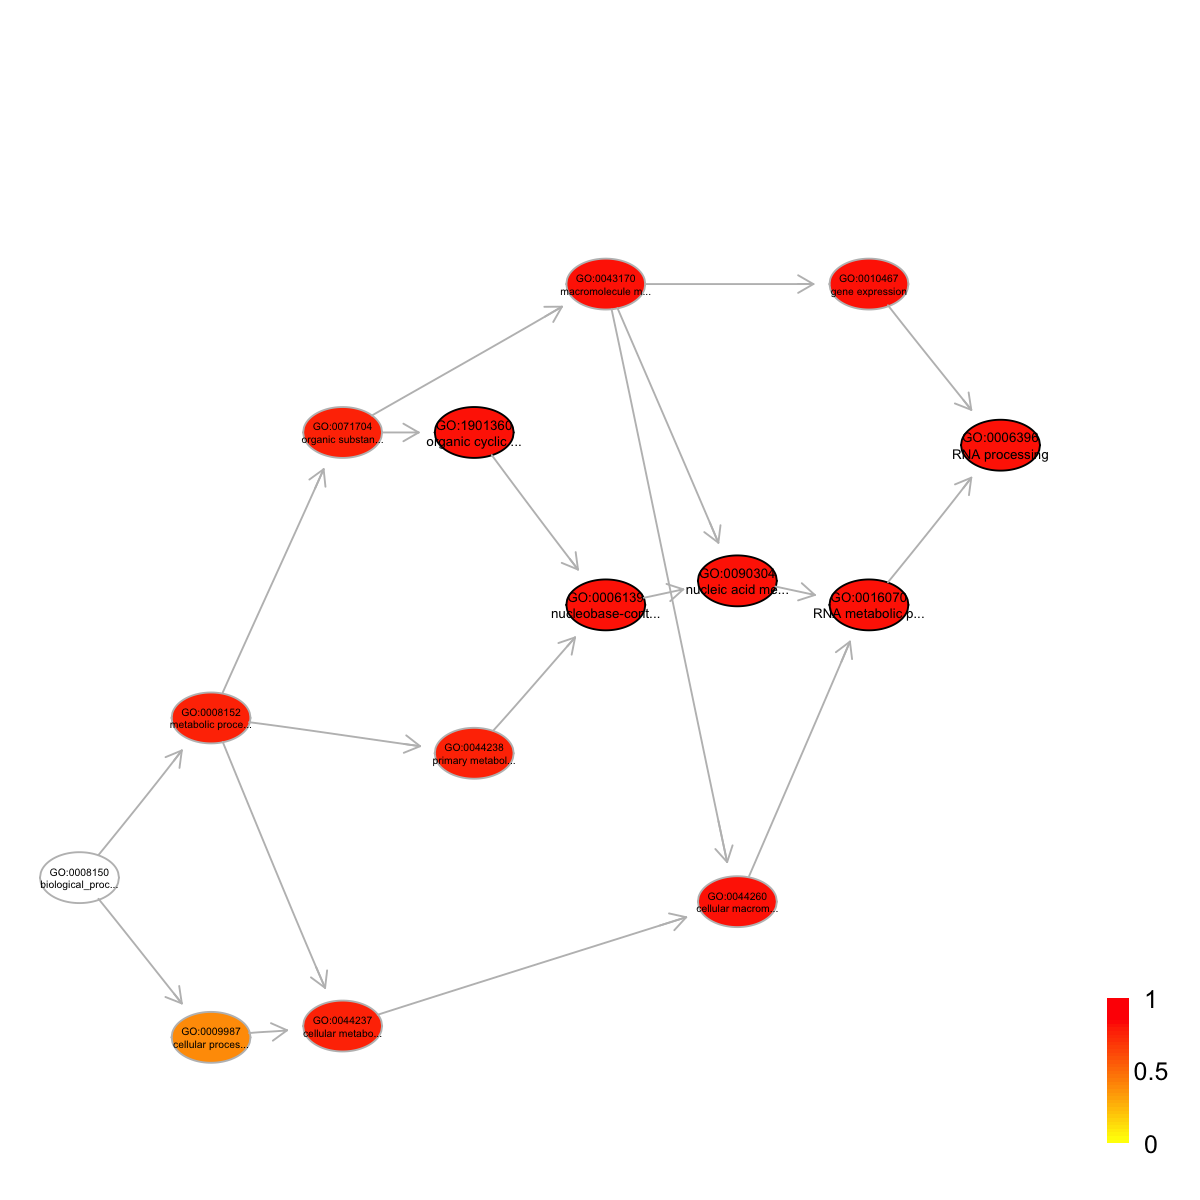 GO:0043170
macromolecule m...
GO:0010467
gene expression
GO:0071704
organic substan...
GO:1901360
organic cyclic ...
GO:0006396
RNA processing
GO:0090304
nucleic acid me...
GO:0006139
nucleobase-cont...
GO:0016070
RNA metabolic p...
GO:0008152
metabolic proce...
GO:0044238
primary metabol...
GO:0008150
biological_proc...
GO:0044260
cellular macrom...
GO:0044237
cellular metabo...
GO:0009987
cellular proces...
1
0.5
0